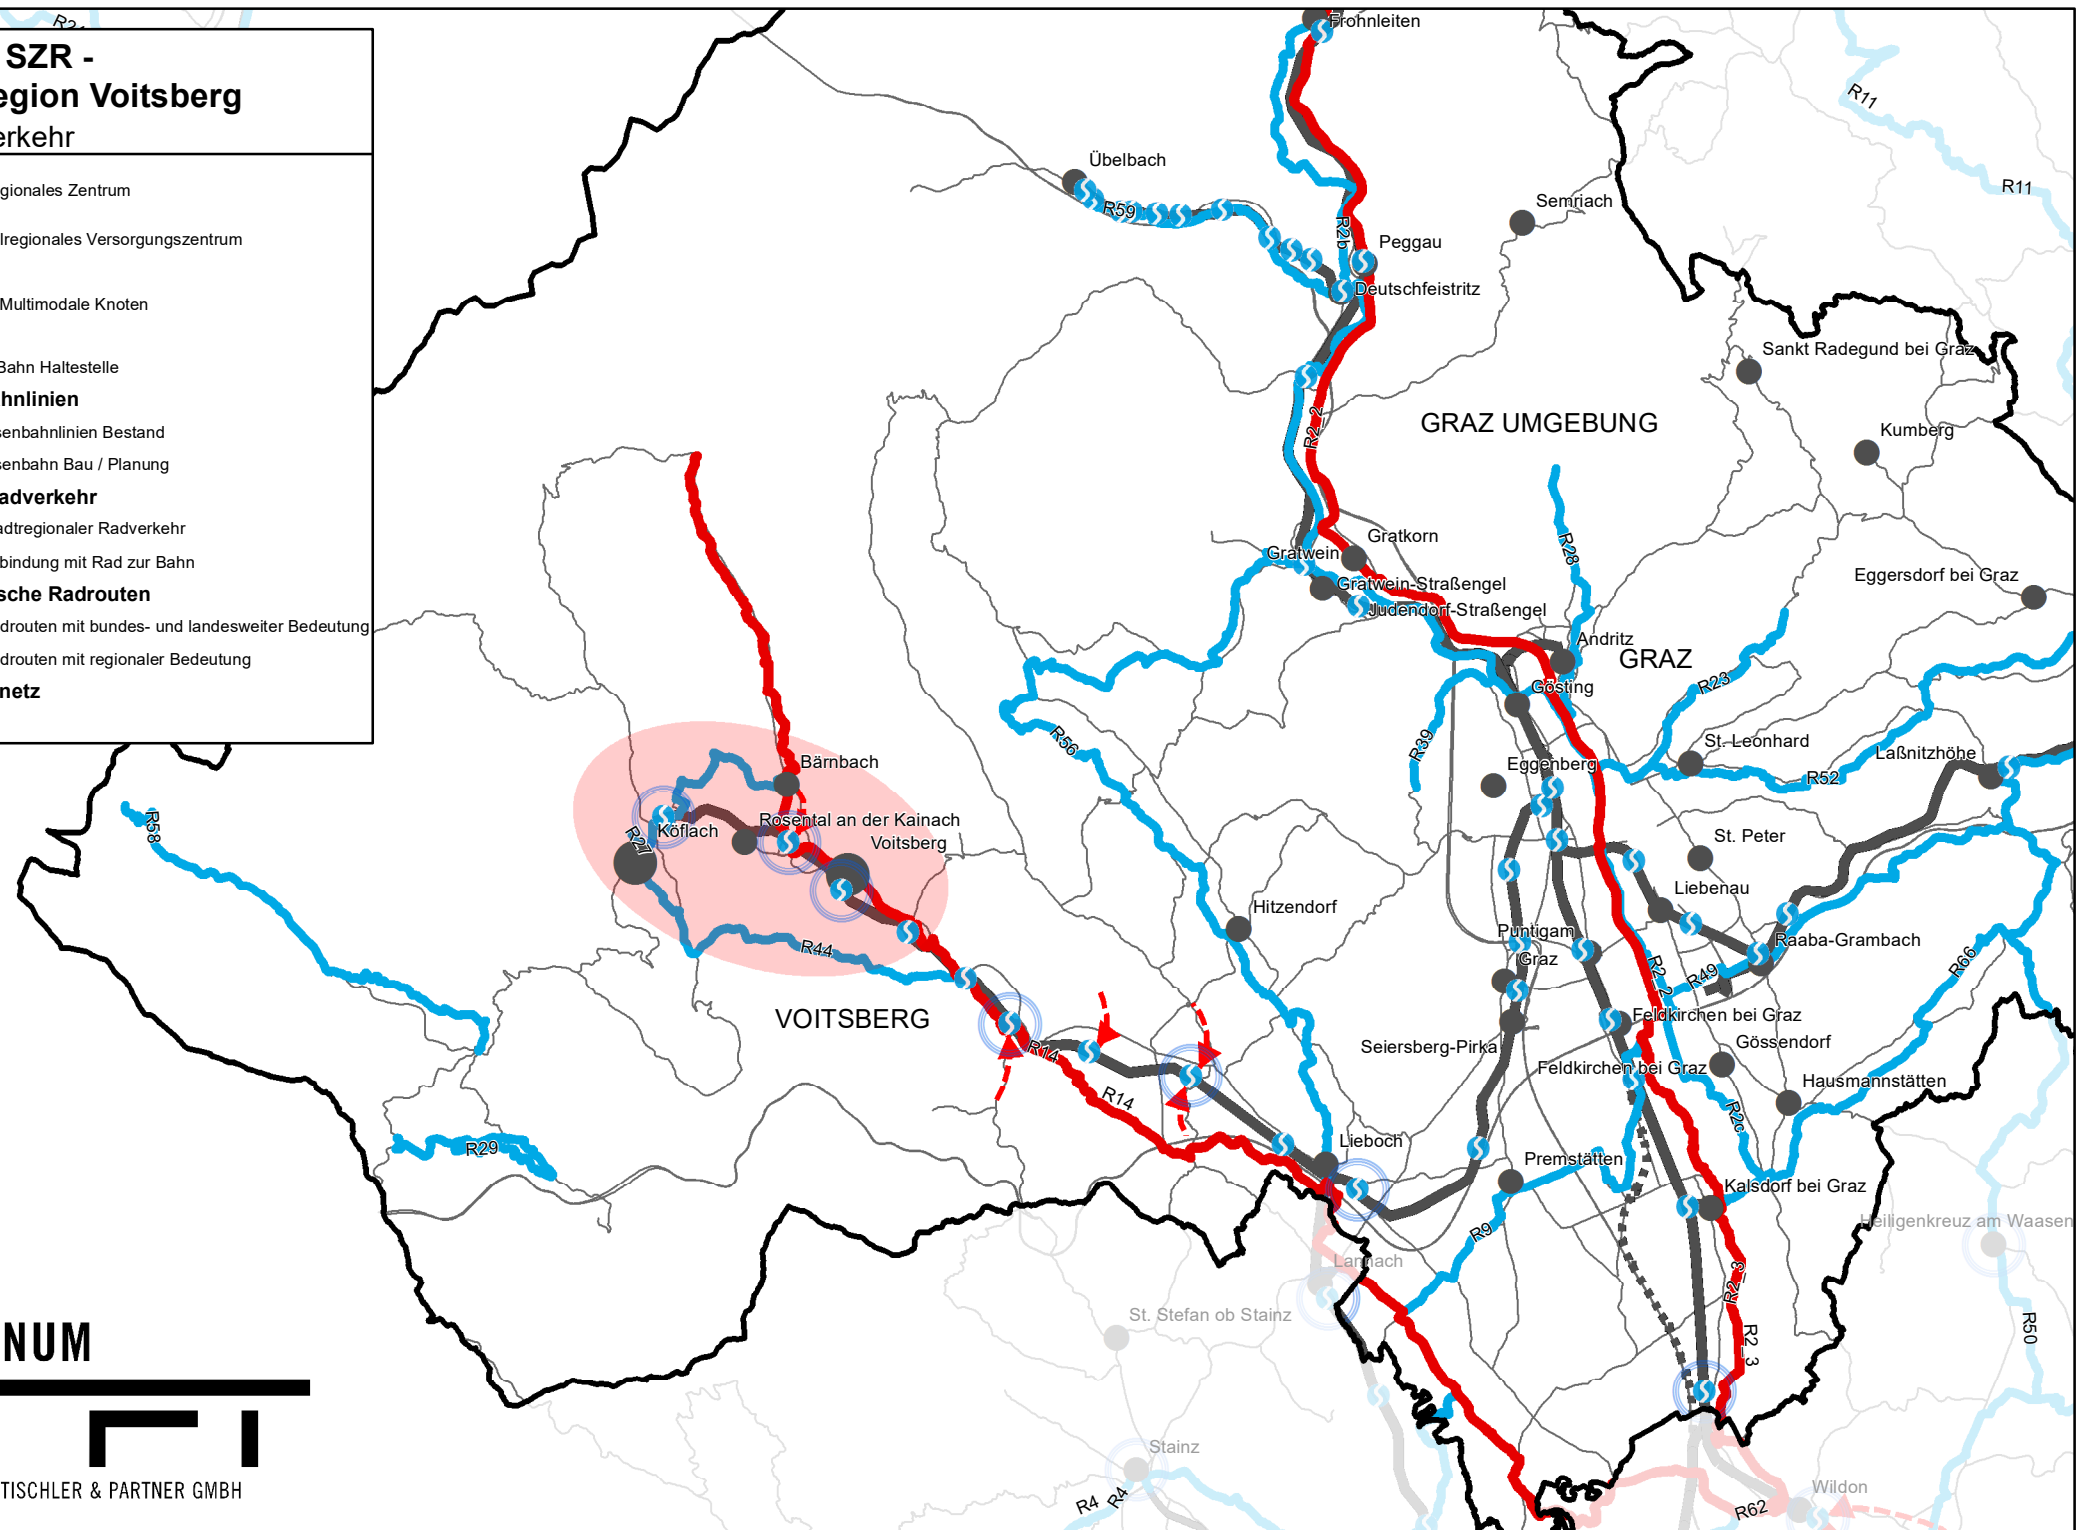 R24
SZR -
egion Voitsberg
erkehr
gionales Zentrum
lregionales Versorgungszentrum
Multimodale Knoten
Bahn Haltestelle
hnlinien
senbahnlinien Bestand
senbahn Bau / Planung
adverkehr
adtregionaler Radverkehr
bindung mit Rad zur Bahn
sche Radrouten
drouten mit bundes- und landesweiter Bedeutung
drouten mit regionaler Bedeutung
netz
Frohnleiten
R11
R11
Übelbach
R59
Semriach
R2b
Peggau
Deutschfeistritz
Sankt Radegund bei Graz
R2_2
GRAZ UMGEBUNG
Kumberg
Gratkorn
Gratwein
R28
Eggersdorf bei Graz
Gratwein-Straßengel
Judendorf-Straßengel
Andritz
GRAZ
Gösting
R23
R56
R39
St. Leonhard
Laßnitzhöhe
Eggenberg
R52
Bärnbach
R58
R27
Köflach
Rosental an der Kainach
Voitsberg
St. Peter
Liebenau
Hitzendorf
R44
Puntigam
Graz
Raaba-Grambach
R2_2
R49
R66
VOITSBERG
Feldkirchen bei Graz
R14
Seiersberg-Pirka
Gössendorf
Feldkirchen bei Graz
R14
Hausmannstätten
R2c
R29
Lieboch
Premstätten
Kalsdorf bei Graz
R9
Heiligenkreuz am Waasen
Lannach
R2_3
St. Stefan ob Stainz
R2_3
R50
NUM
Stainz
TISCHLER & PARTNER GMBH
R4
R4
Wildon
R62